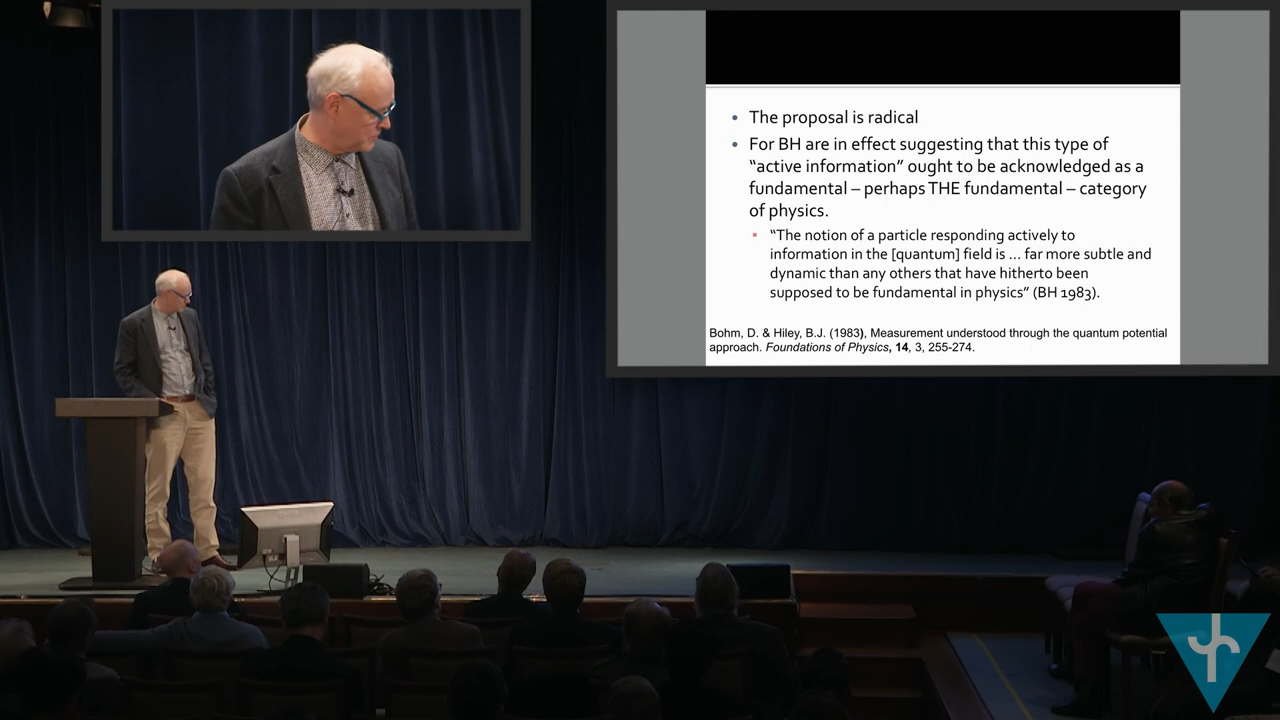 • The proposal is radical
• For BH are in effect suggesting that this type of
“active information” ought to be acknowledged as a
fundamental – perhaps THE fundamental – category
of physics.
▪ “The notion of a particle responding actively to
information in the [quantum] field is ... far more subtle and
dynamic than any others that have hitherto been
supposed to be fundamental in physics” (BH 1983).
Bohm, D. & Hiley, B.J. (1983), Measurement understood through the quantum potential
approach. Foundations of Physics, 14, 3, 255-274.